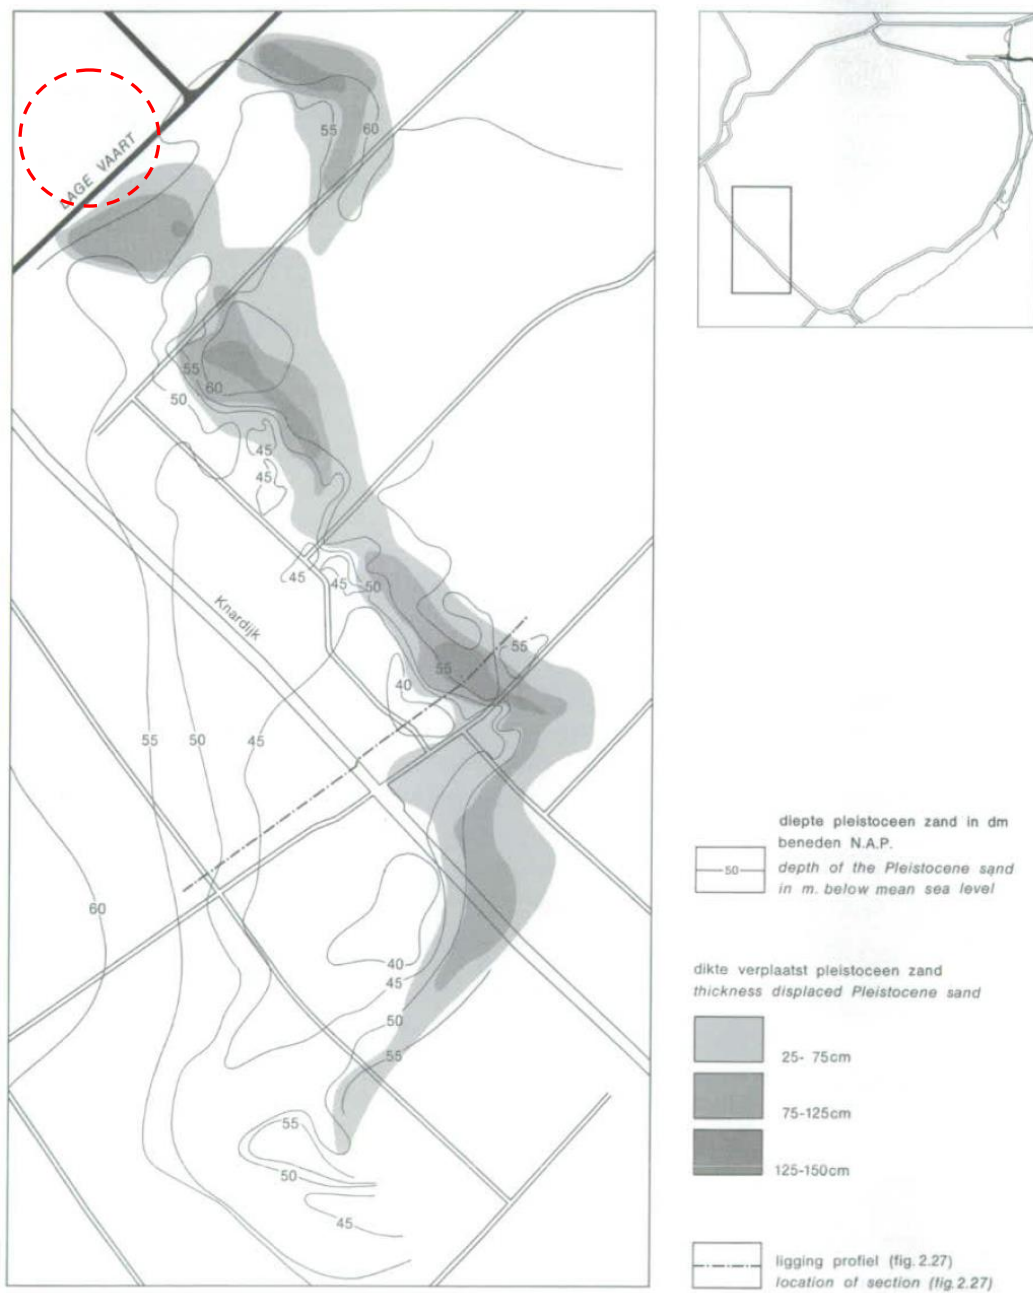 LAGE VAART
55
60
55
60
50
45
45
45
45
50
Knardijk
55
55
40
55
50
45
60
40
45
50
55
55
50
45
diepte pleistoceen zand in dm
beneden N.A.P.
50
depth of the Pleistocene sand
in m. below mean sea level
dikte verplaatst pleistoceen zand
thickness displaced Pleistocene sand
25- 75cm
75-125cm
125-150cm
ligging profiel (fig. 2.27)
location of section (fig. 2.27)